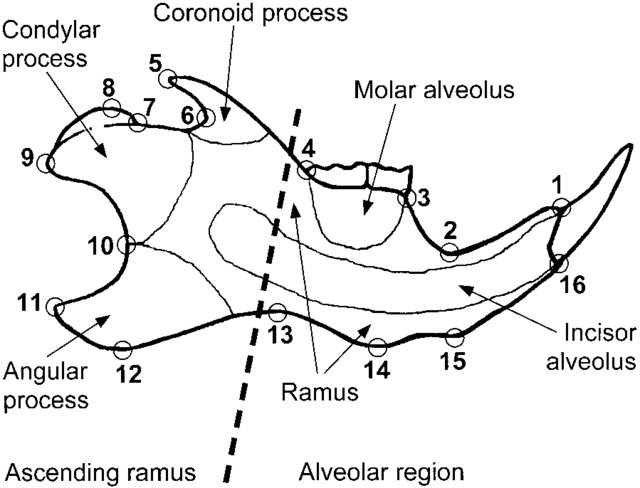 Coronoid process
Condylar
process
5
8
7
6
Molar alveolus
4
9
3
1
2
10
16
11
13
12
14
15
Incisor
alveolus
Angular
process
Ramus
Ascending ramus
Alveolar region